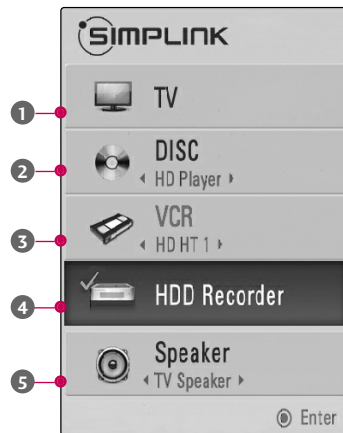 SIMPLINK
1
TV
2
DISC
HD Player
3
VCR
HD HT 1
4
HDD Recorder
5
Speaker
TV Speaker
Enter